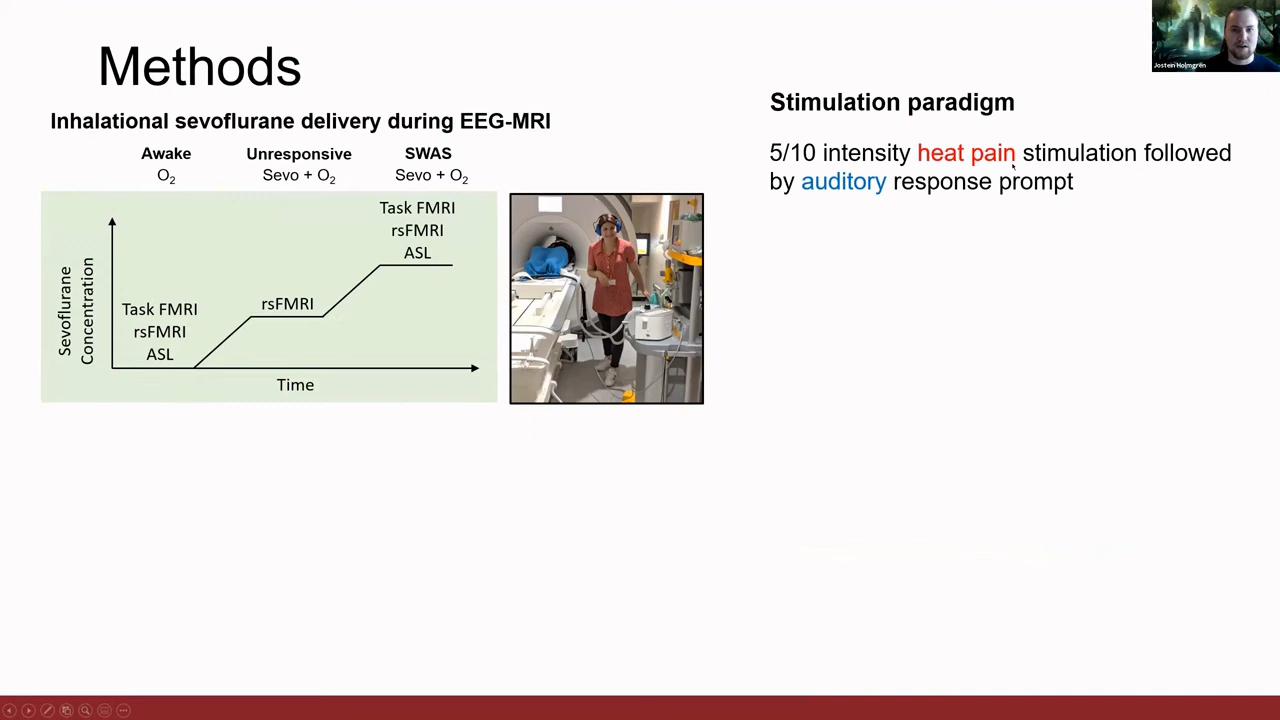 Methods
Jostein Holmgren
Inhalational sevoflurane delivery during EEG-MRI
Awake
O2
Unresponsive
Sevo + O2
SWAS
Sevo + O2
Sevoflurane
Concentration
Task FMRI
rsFMRI
ASL
rsFMRI
Task FMRI
rsFMRI
ASL
Time
Stimulation paradigm
5/10 intensity heat pain stimulation followed
by auditory response prompt